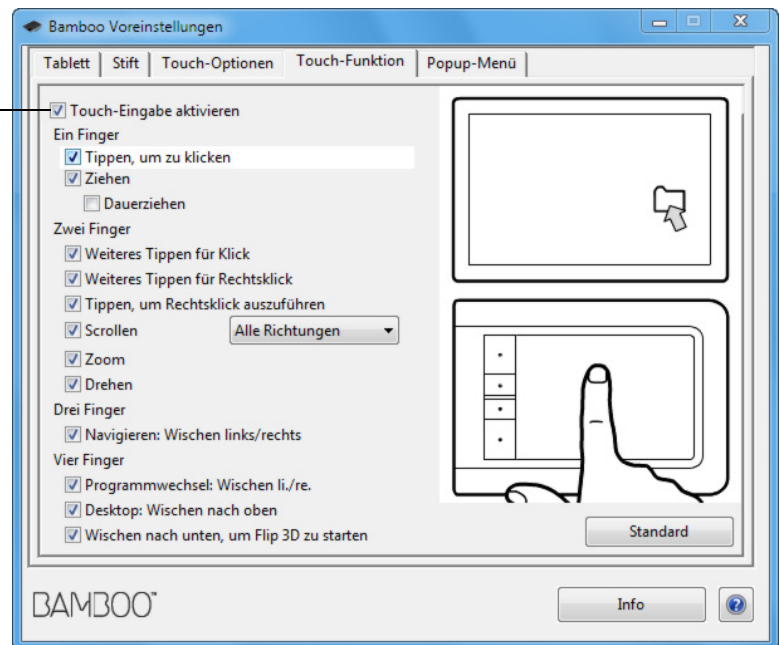 Bamboo Voreinstellungen
Tablett Stift Touch-Optionen Touch-Funktion Popup-Menü
Touch-Eingabe aktivieren
Ein Finger
Tippen, um zu klicken
Ziehen
Dauerziehen
Zwei Finger
Weiteres Tippen für Klick
Weiteres Tippen für Rechtsklick
Tippen, um Rechtsklick auszuführen
Scrollen Alle Richtungen
Zoom
Drehen
Drei Finger
Navigieren: Wischen links/rechts
Vier Finger
Programmwechsel: Wischen li./re.
Desktop: Wischen nach oben
Wischen nach unten, um Flip 3D zu starten
Standard
BAMBOO™ Info ?